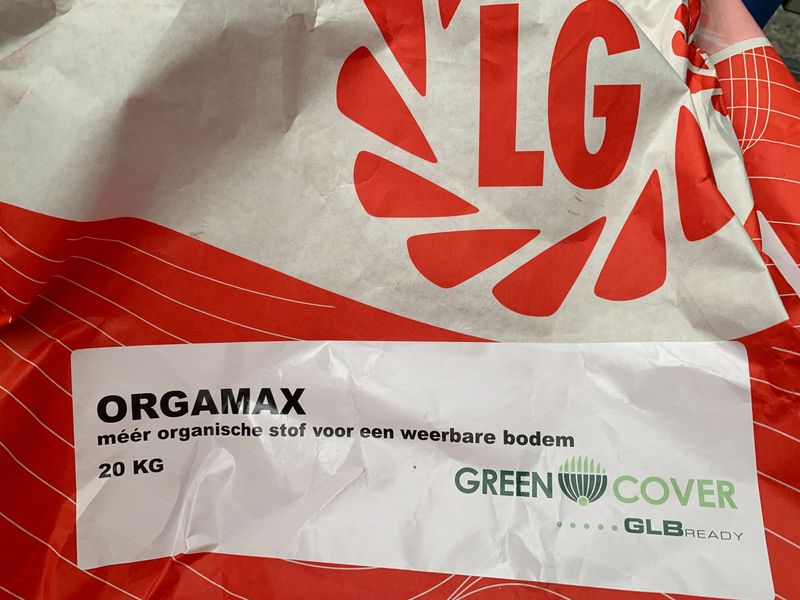 LG
ORGAMAX
méér organische stof voor een weerbare bodem
20 KG
GREEN COVER
GLBREADY